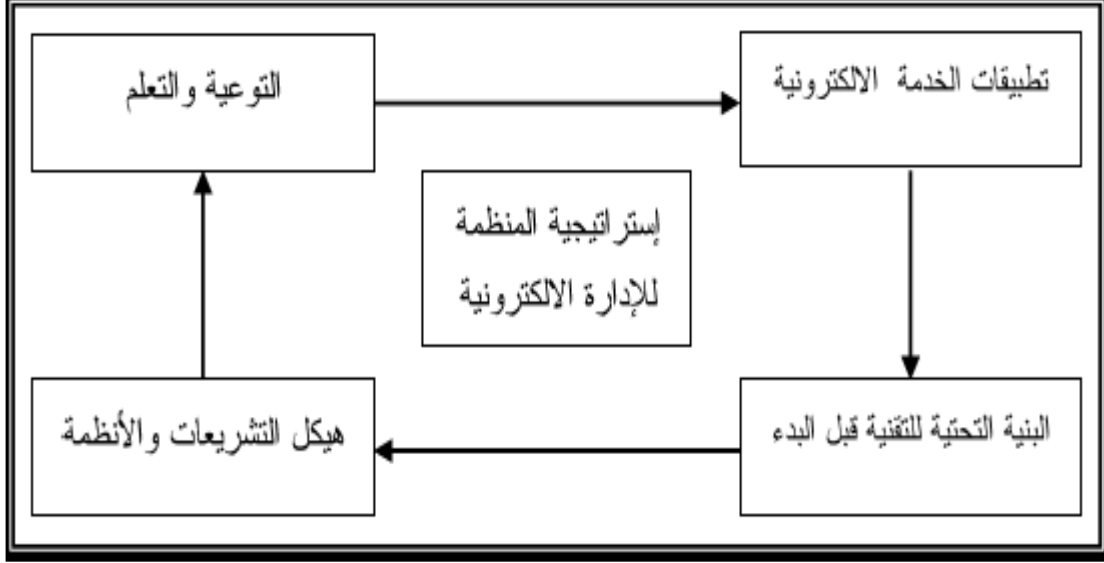 تطبيقات الخدمة الالكترونية
التوعية والتعلم
إستراتيجية المنظمة
للإدارة الالكترونية
البنية التحتية للتقنية قبل البدء
هيكل التشريعات والأنظمة